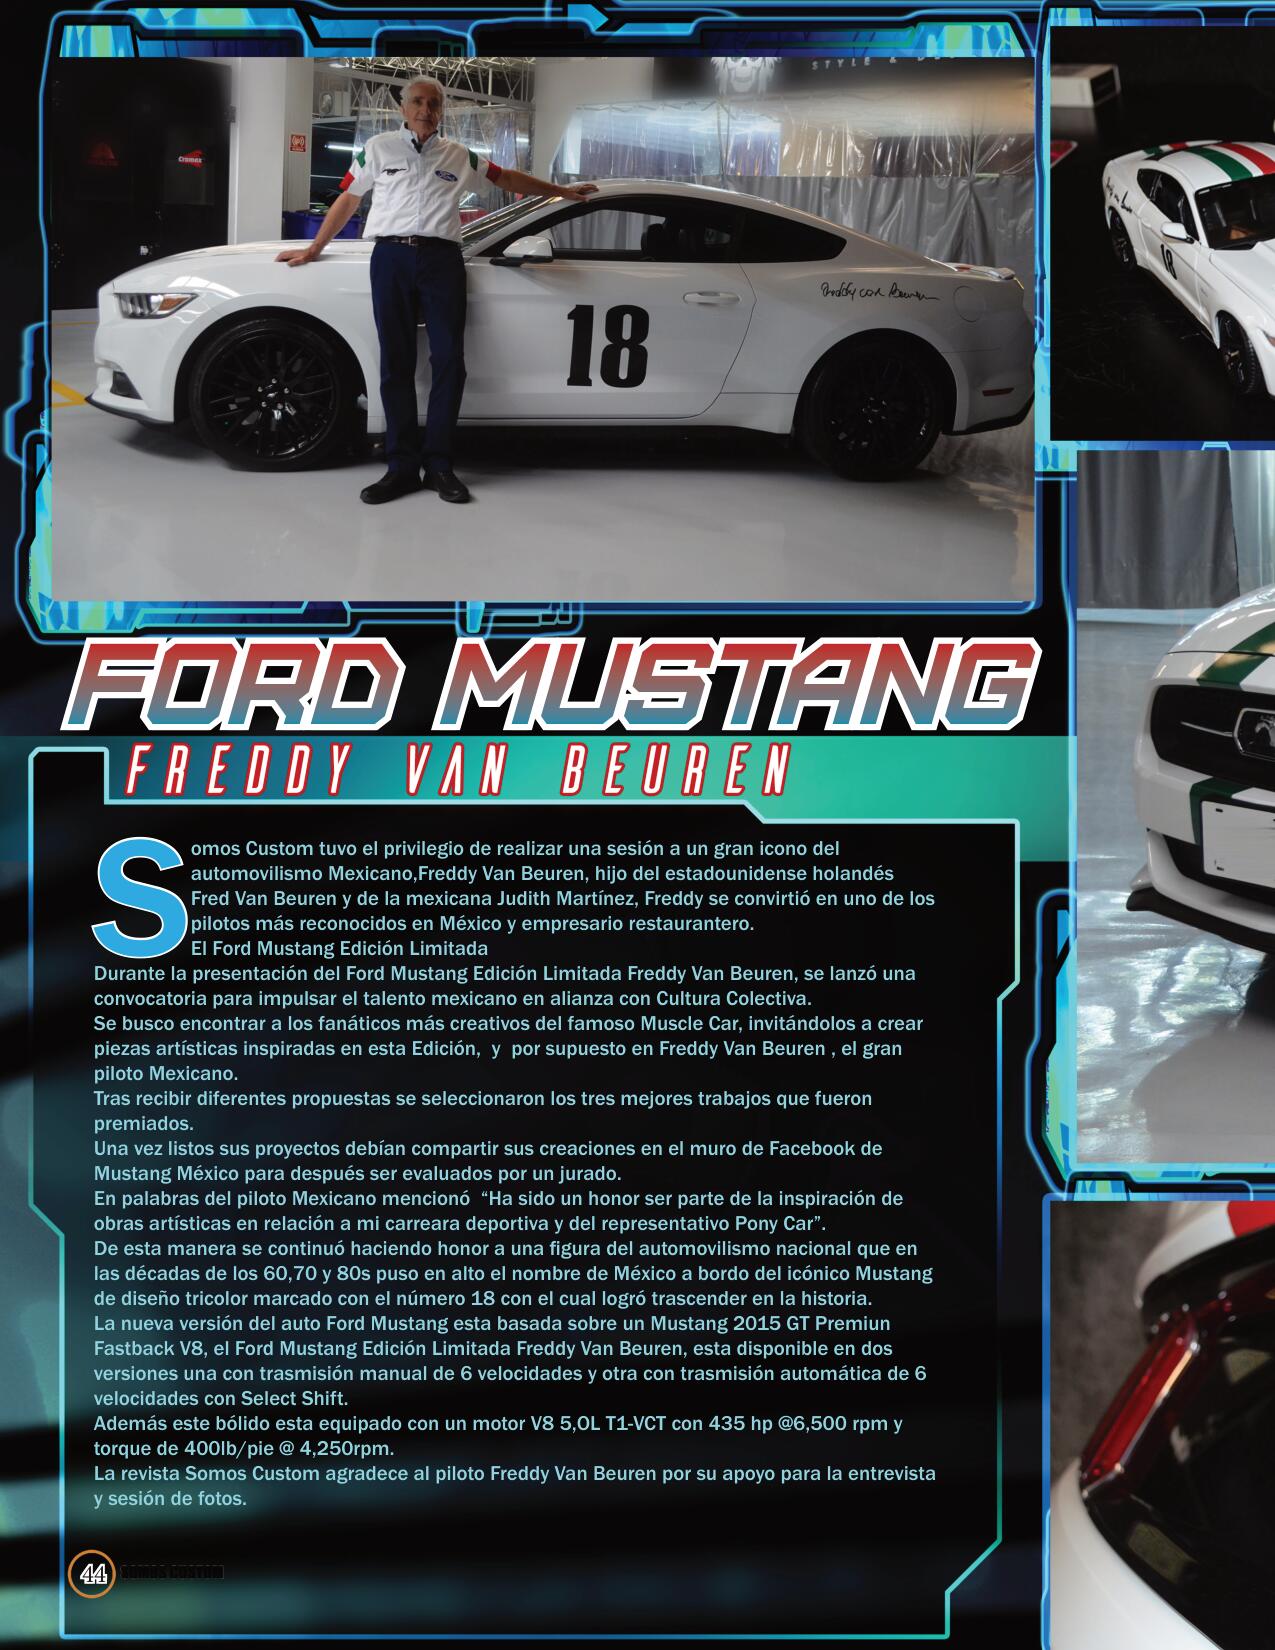 STYLE &
Cromax
Ford
18
Freddy van Beuren
18
FORD MUSTANG
FREDDY VAN BEUREN
Somos Custom tuvo el privilegio de realizar una sesión a un gran icono del
automovilismo Mexicano,Freddy Van Beuren, hijo del estadounidense holandés
Fred Van Beuren y de la mexicana Judith Martínez, Freddy se convirtió en uno de los
pilotos más reconocidos en México y empresario restaurantero.
El Ford Mustang Edición Limitada
Durante la presentación del Ford Mustang Edición Limitada Freddy Van Beuren, se lanzó una
convocatoria para impulsar el talento mexicano en alianza con Cultura Colectiva.
Se busco encontrar a los fanáticos más creativos del famoso Muscle Car, invitándolos a crear
piezas artísticas inspiradas en esta Edición,  y  por supuesto en Freddy Van Beuren , el gran
piloto Mexicano.
Tras recibir diferentes propuestas se seleccionaron los tres mejores trabajos que fueron
premiados.
Una vez listos sus proyectos debían compartir sus creaciones en el muro de Facebook de
Mustang México para después ser evaluados por un jurado.
En palabras del piloto Mexicano mencionó  “Ha sido un honor ser parte de la inspiración de
obras artísticas en relación a mi carreara deportiva y del representativo Pony Car”.
De esta manera se continuó haciendo honor a una figura del automovilismo nacional que en
las décadas de los 60,70 y 80s puso en alto el nombre de México a bordo del icónico Mustang
de diseño tricolor marcado con el número 18 con el cual logró trascender en la historia.
La nueva versión del auto Ford Mustang esta basada sobre un Mustang 2015 GT Premiun
Fastback V8, el Ford Mustang Edición Limitada Freddy Van Beuren, esta disponible en dos
versiones una con trasmisión manual de 6 velocidades y otra con trasmisión automática de 6
velocidades con Select Shift.
Además este bólido esta equipado con un motor V8 5,OL T1-VCT con 435 hp @6,500 rpm y
torque de 400lb/pie @ 4,250rpm.
La revista Somos Custom agradece al piloto Freddy Van Beuren por su apoyo para la entrevista
y sesión de fotos.
44 SOMOS CUSTOM